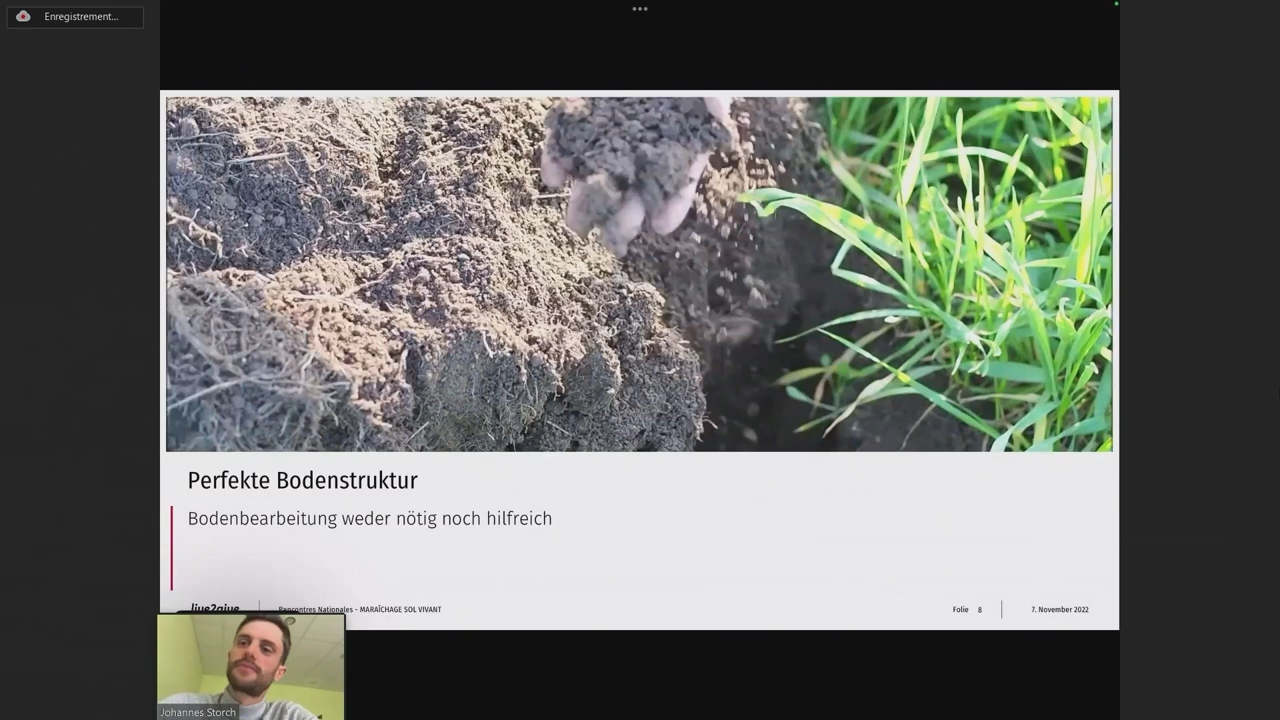 Enregistrement...
Perfekte Bodenstruktur
Bodenbearbeitung weder nötig noch hilfreich
live2give
Rencontres Nationales - MARAÎCHAGE SOL VIVANT
Folie 8
7. November 2022
Johannes Storch